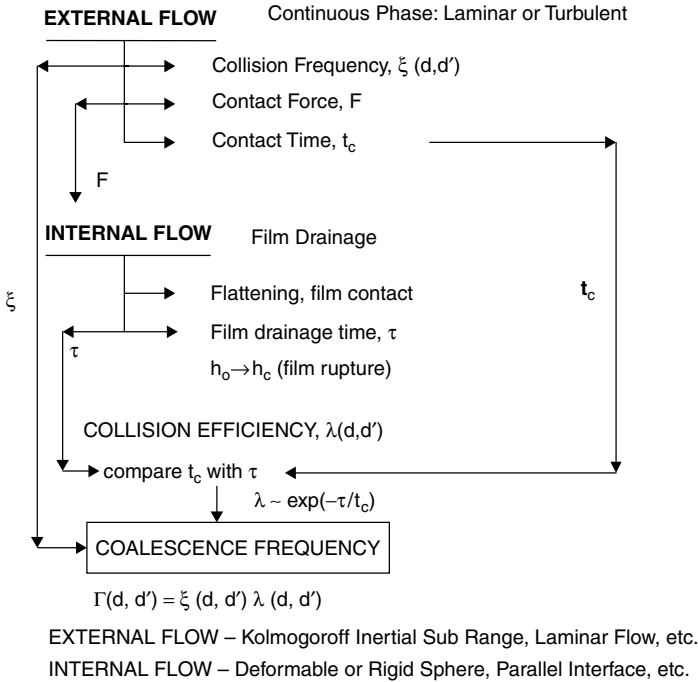 EXTERNAL FLOW
Continuous Phase: Laminar or Turbulent
Collision Frequency, ξ (d,d′)
Contact Force, F
Contact Time, t_c
F
INTERNAL FLOW
Film Drainage
ξ
Flattening, film contact
t_c
Film drainage time, τ
τ
h_o→h_c (film rupture)
COLLISION EFFICIENCY, λ(d,d′)
compare t_c with τ
λ ~ exp(−τ/t_c)
COALESCENCE FREQUENCY
Γ(d, d′) = ξ (d, d′) λ (d, d′)
EXTERNAL FLOW – Kolmogoroff Inertial Sub Range, Laminar Flow, etc.
INTERNAL FLOW – Deformable or Rigid Sphere, Parallel Interface, etc.